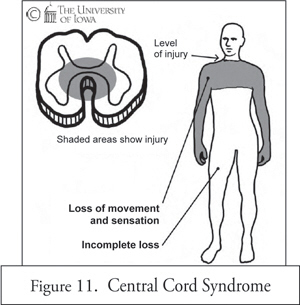 © THE UNIVERSITY
OF IOWA
Level
of injury
Shaded areas show injury
Loss of movement
and sensation
Incomplete loss
Figure 11. Central Cord Syndrome